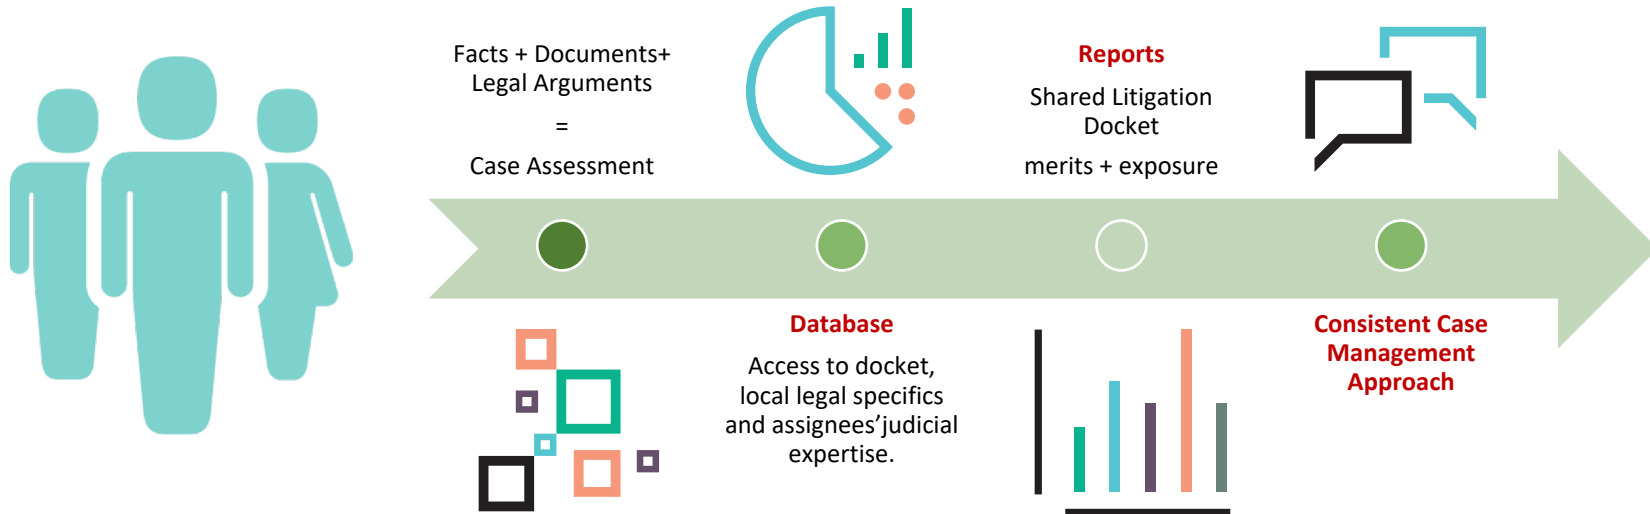 Facts + Documents+
Legal Arguments
=
Case Assessment
Database
Access to docket,
local legal specifics
and assignees’judicial
expertise.
Reports
Shared Litigation
Docket
merits + exposure
Consistent Case
Management
Approach